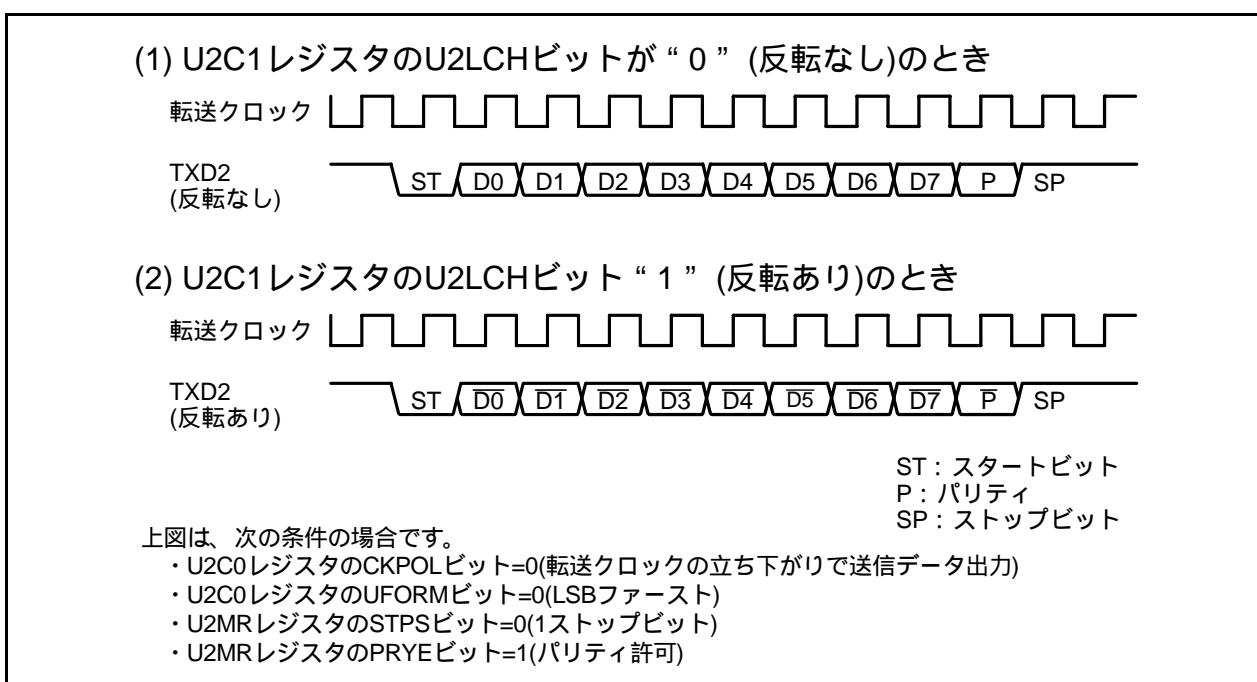 (1) U2C1レジスタのU2LCHビットが“0”(反転なし)のとき
転送クロック
TXD2
(反転なし)
ST D0 D1 D2 D3 D4 D5 D6 D7 P SP
(2) U2C1レジスタのU2LCHビット“1”(反転あり)のとき
転送クロック
TXD2
(反転あり)
ST D̅0̅ D̅1̅ D̅2̅ D̅3̅ D̅4̅ D̅5̅ D̅6̅ D̅7̅ P̅ SP
ST:スタートビット
P:パリティ
SP:ストップビット
上図は、次の条件の場合です。
・U2C0レジスタのCKPOLビット=0(転送クロックの立ち下がりで送信データ出力)
・U2C0レジスタのUFORMビット=0(LSBファースト)
・U2MRレジスタのSTPSビット=0(1ストップビット)
・U2MRレジスタのPRYEビット=1(パリティ許可)